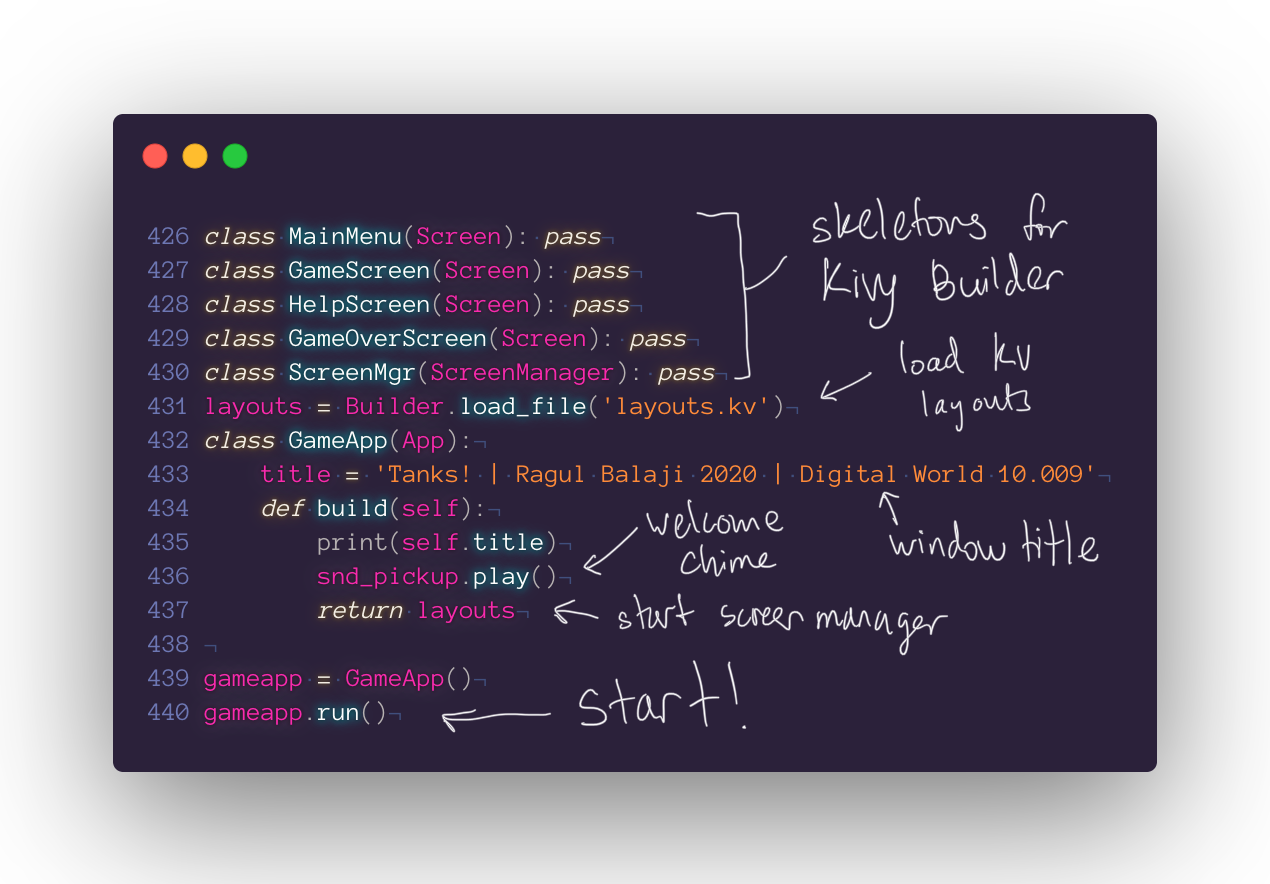 426 class MainMenu(Screen): pass
skeletons for
427 class GameScreen(Screen): pass
Kivy Builder
428 class HelpScreen(Screen): pass
429 class GameOverScreen(Screen): pass
load KV
430 class ScreenMgr(ScreenManager): pass
layouts
431 layouts = Builder.load_file('layouts.kv')
432 class GameApp(App):
433     title = 'Tanks! | Ragul Balaji 2020 | Digital World 10.009'
window title
434     def build(self):
435         print(self.title)
welcome
chime
436         snd_pickup.play()
437         return layouts
start screen manager
438
439 gameapp = GameApp()
440 gameapp.run()
start!